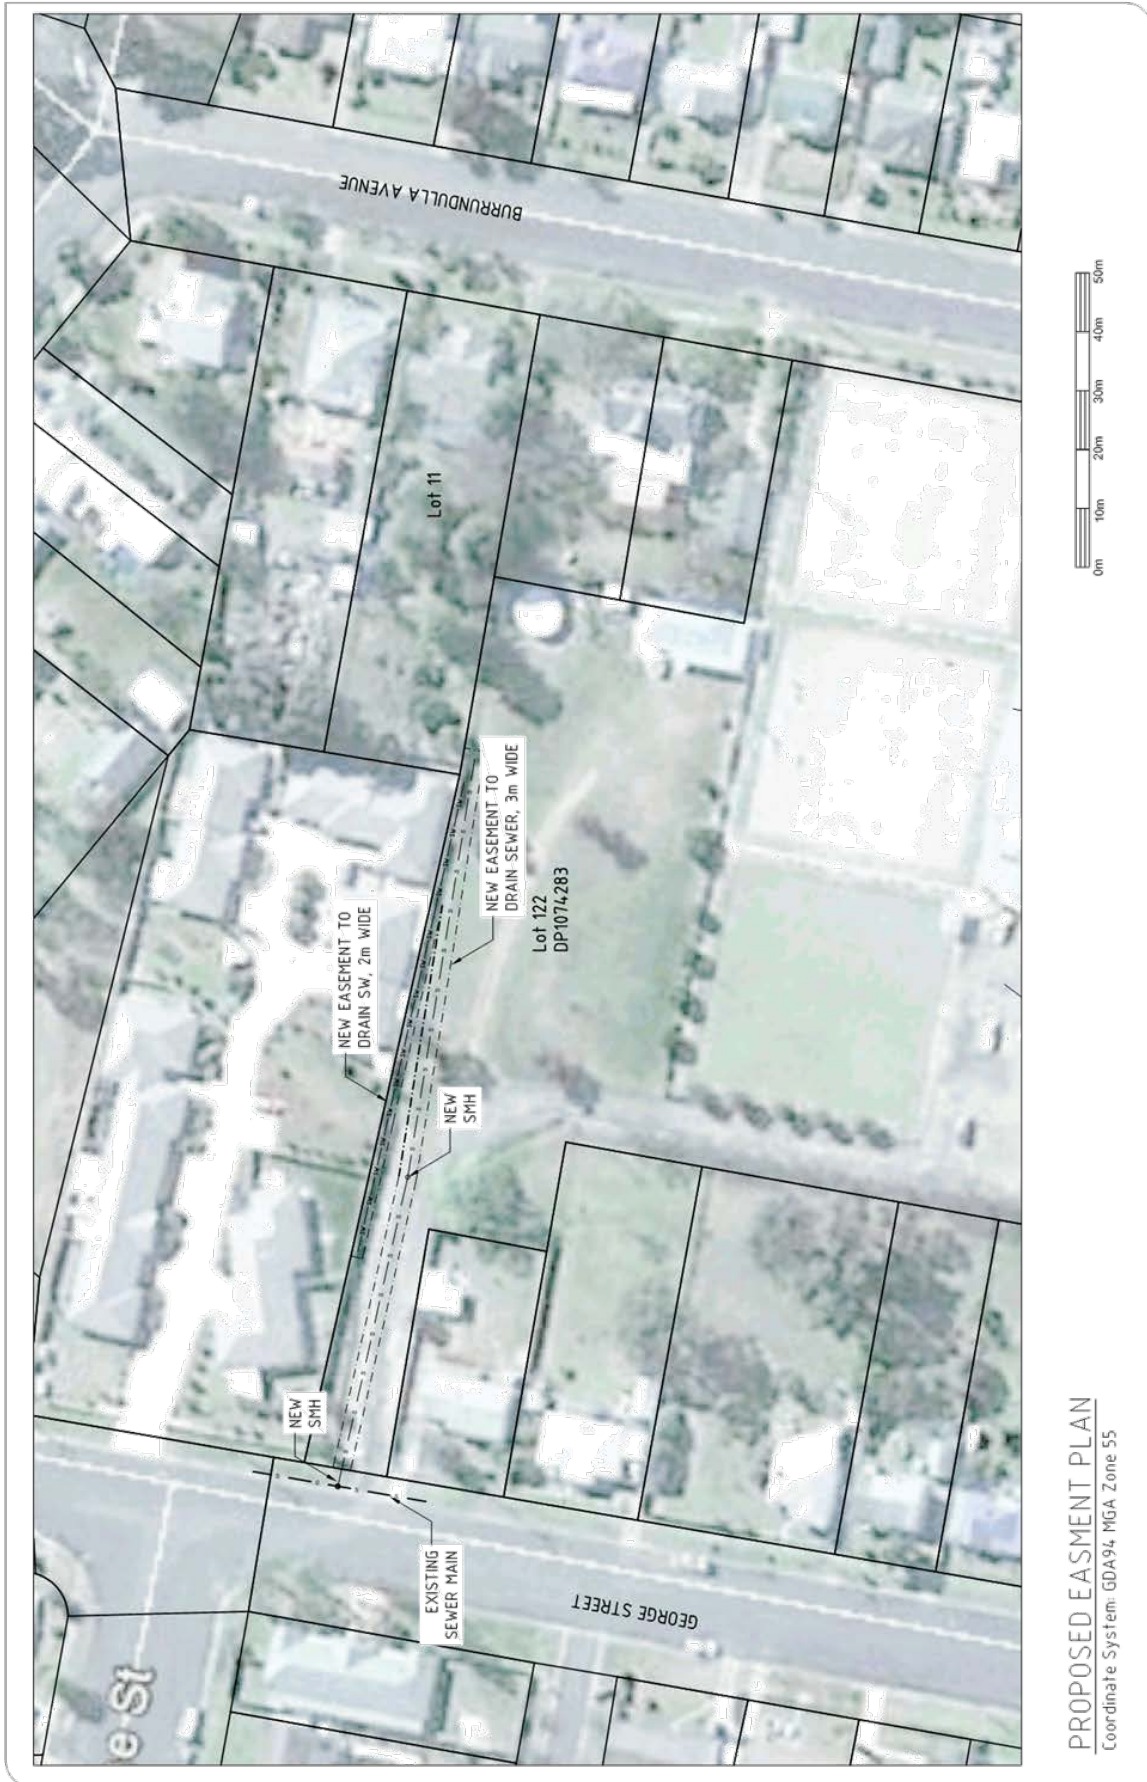 e St
GEORGE STREET
EXISTING
SEWER MAIN
NEW
SMH
NEW
SMH
NEW EASEMENT TO
DRAIN SW, 2m WIDE
NEW EASEMENT TO
DRAIN SEWER, 3m WIDE
Lot 122
DP1074283
Lot 11
BURRUNDULLA AVENUE
PROPOSED EASMENT PLAN
Coordinate System: GDA94 MGA Zone 55
0m 10m 20m 30m 40m 50m